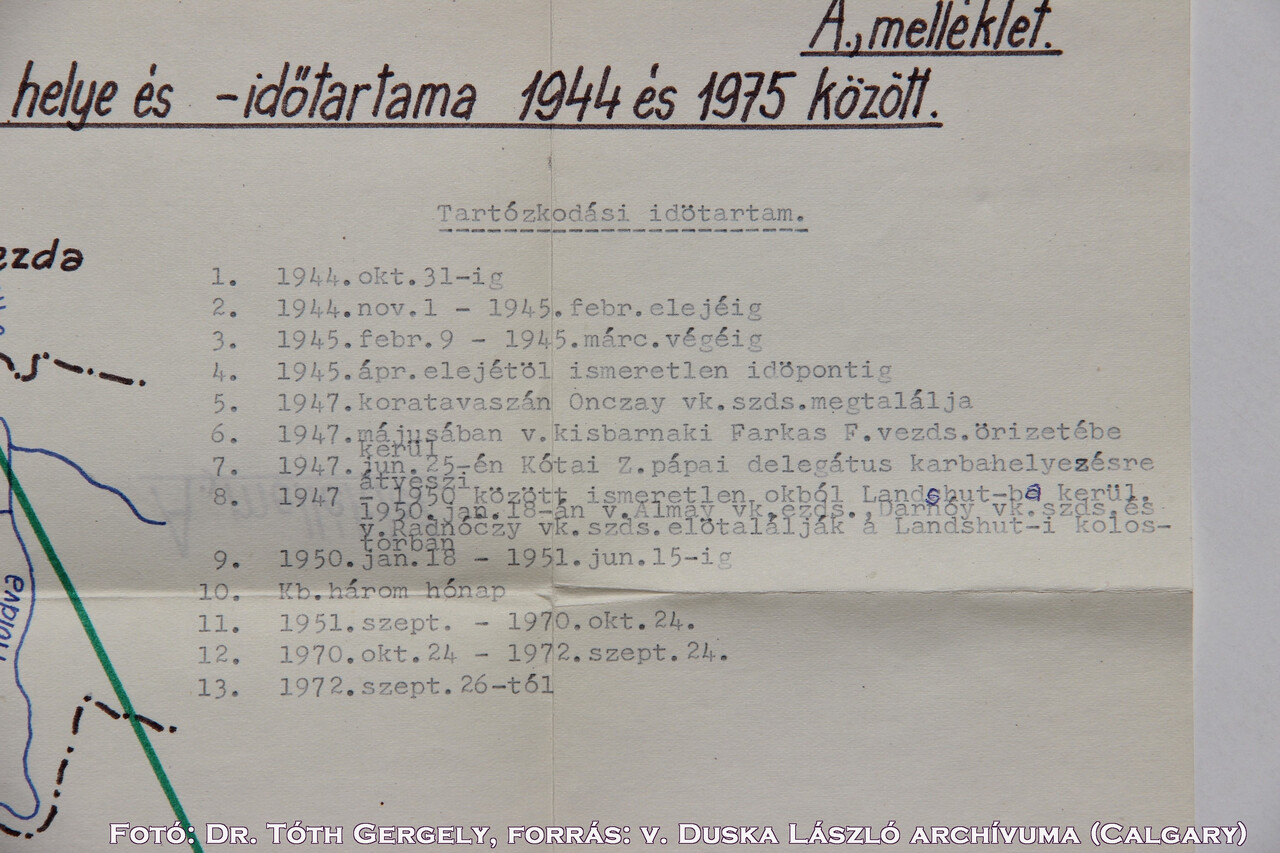 A., melléklet.
helye és -időtartama 1944 és 1975 között.
Tartózkodási időtartam.
ezda
1. 1944.okt.31-ig
2. 1944.nov.1 - 1945.febr.elejéig
3. 1945.febr.9 - 1945.márc.végéig
4. 1945.ápr.elejétöl ismeretlen idöpontig
5. 1947.koratavaszán Ónczay vk.szds.megtalálja
6. 1947.májusában v.kisbarnaki Farkas F.vezds.örizetébe
kerül
7. 1947.jun.25-én Kótai Z.pápai delegátus karbahelyezésre
átveszi
8. 1947 - 1950 között ismeretlen okból Landshut-ba kerül.
1950.jan.18-án v.Almay vk.ezds., Darnóy vk.szds.és
v.Radnóczy vk.szds.elötalálják a Landshut-i kolos-
torban
9. 1950.jan.18 - 1951.jun.15-ig
10. Kb.három hónap
11. 1951.szept. - 1970.okt.24.
12. 1970.okt.24 - 1972.szept.24.
13. 1972.szept.26-tól
Fotó: Dr. Tóth Gergely, forrás: v. Duska László archívuma (Calgary)